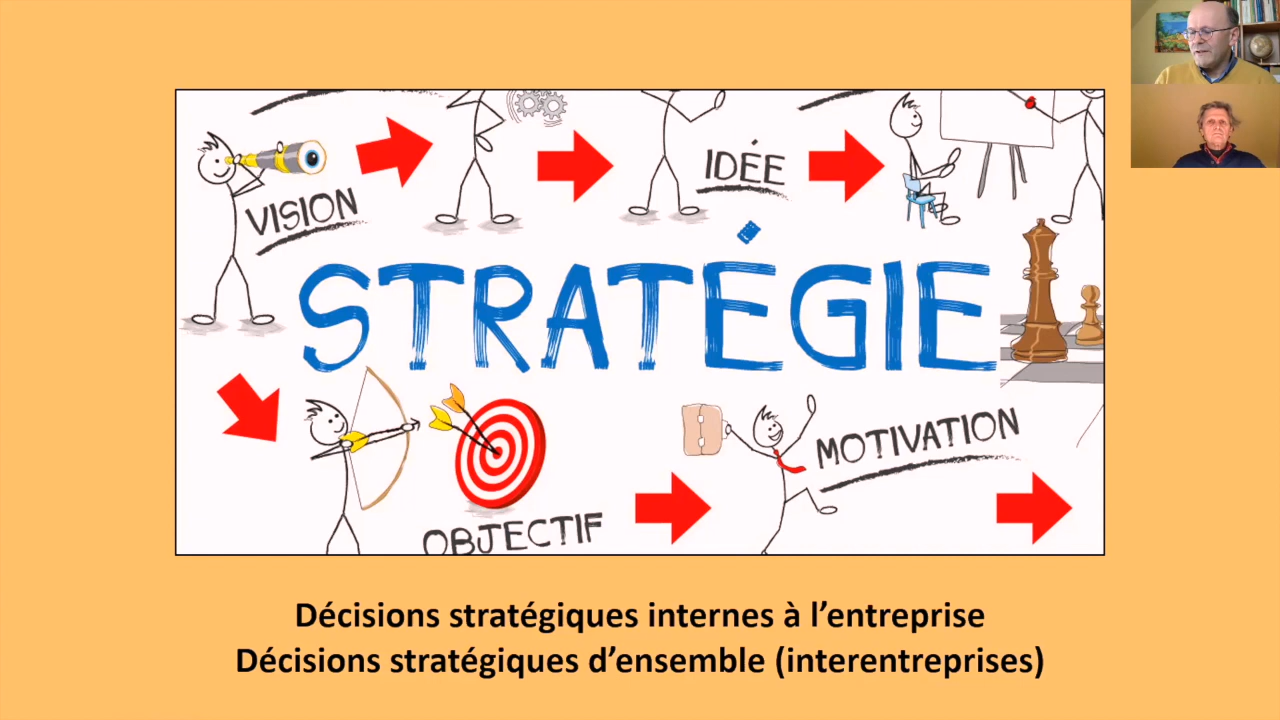 VISION
IDÉE
STRATÉGIE
OBJECTIF
MOTIVATION
Décisions stratégiques internes à l’entreprise
Décisions stratégiques d’ensemble (interentreprises)